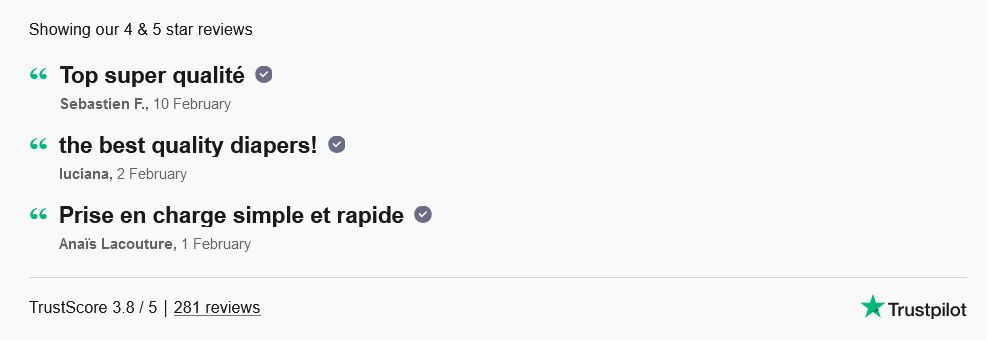 Showing our 4 & 5 star reviews
“ Top super qualité
Sebastien F., 10 February
“ the best quality diapers!
luciana, 2 February
“ Prise en charge simple et rapide
Anaïs Lacouture, 1 February
TrustScore 3.8 / 5 | 281 reviews
Trustpilot